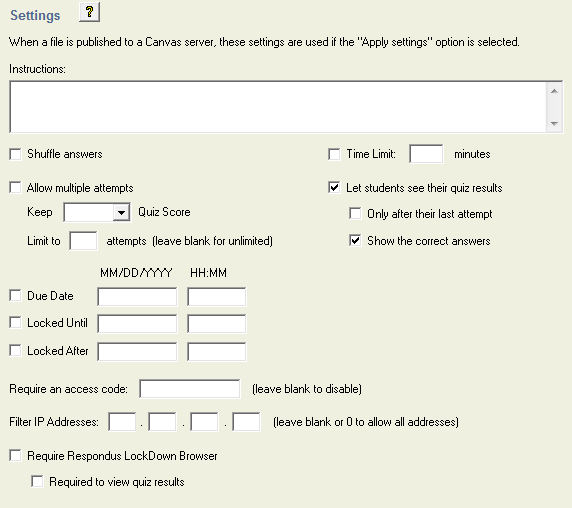 Settings ?
When a file is published to a Canvas server, these settings are used if the "Apply settings" option is selected.
Instructions:
Shuffle answers
Time Limit: minutes
Allow multiple attempts
Let students see their quiz results
Keep Quiz Score
Only after their last attempt
Limit to attempts (leave blank for unlimited)
Show the correct answers
MM/DD/YYYY HH:MM
Due Date
Locked Until
Locked After
Require an access code: (leave blank to disable)
Filter IP Addresses: . . . (leave blank or 0 to allow all addresses)
Require Respondus LockDown Browser
Required to view quiz results